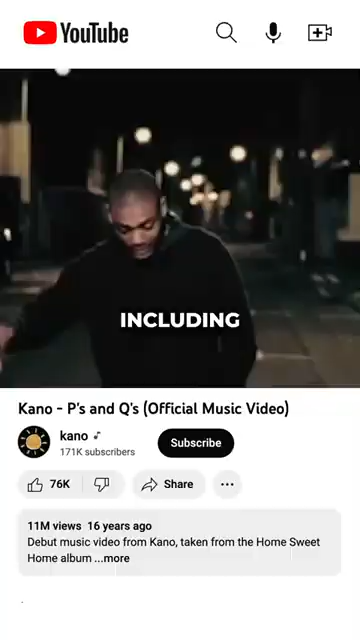 YouTube
INCLUDING
Kano - P's and Q's (Official Music Video)
kano
171K subscribers
Subscribe
76K
Share
11M views 16 years ago
Debut music video from Kano, taken from the Home Sweet
Home album ...more